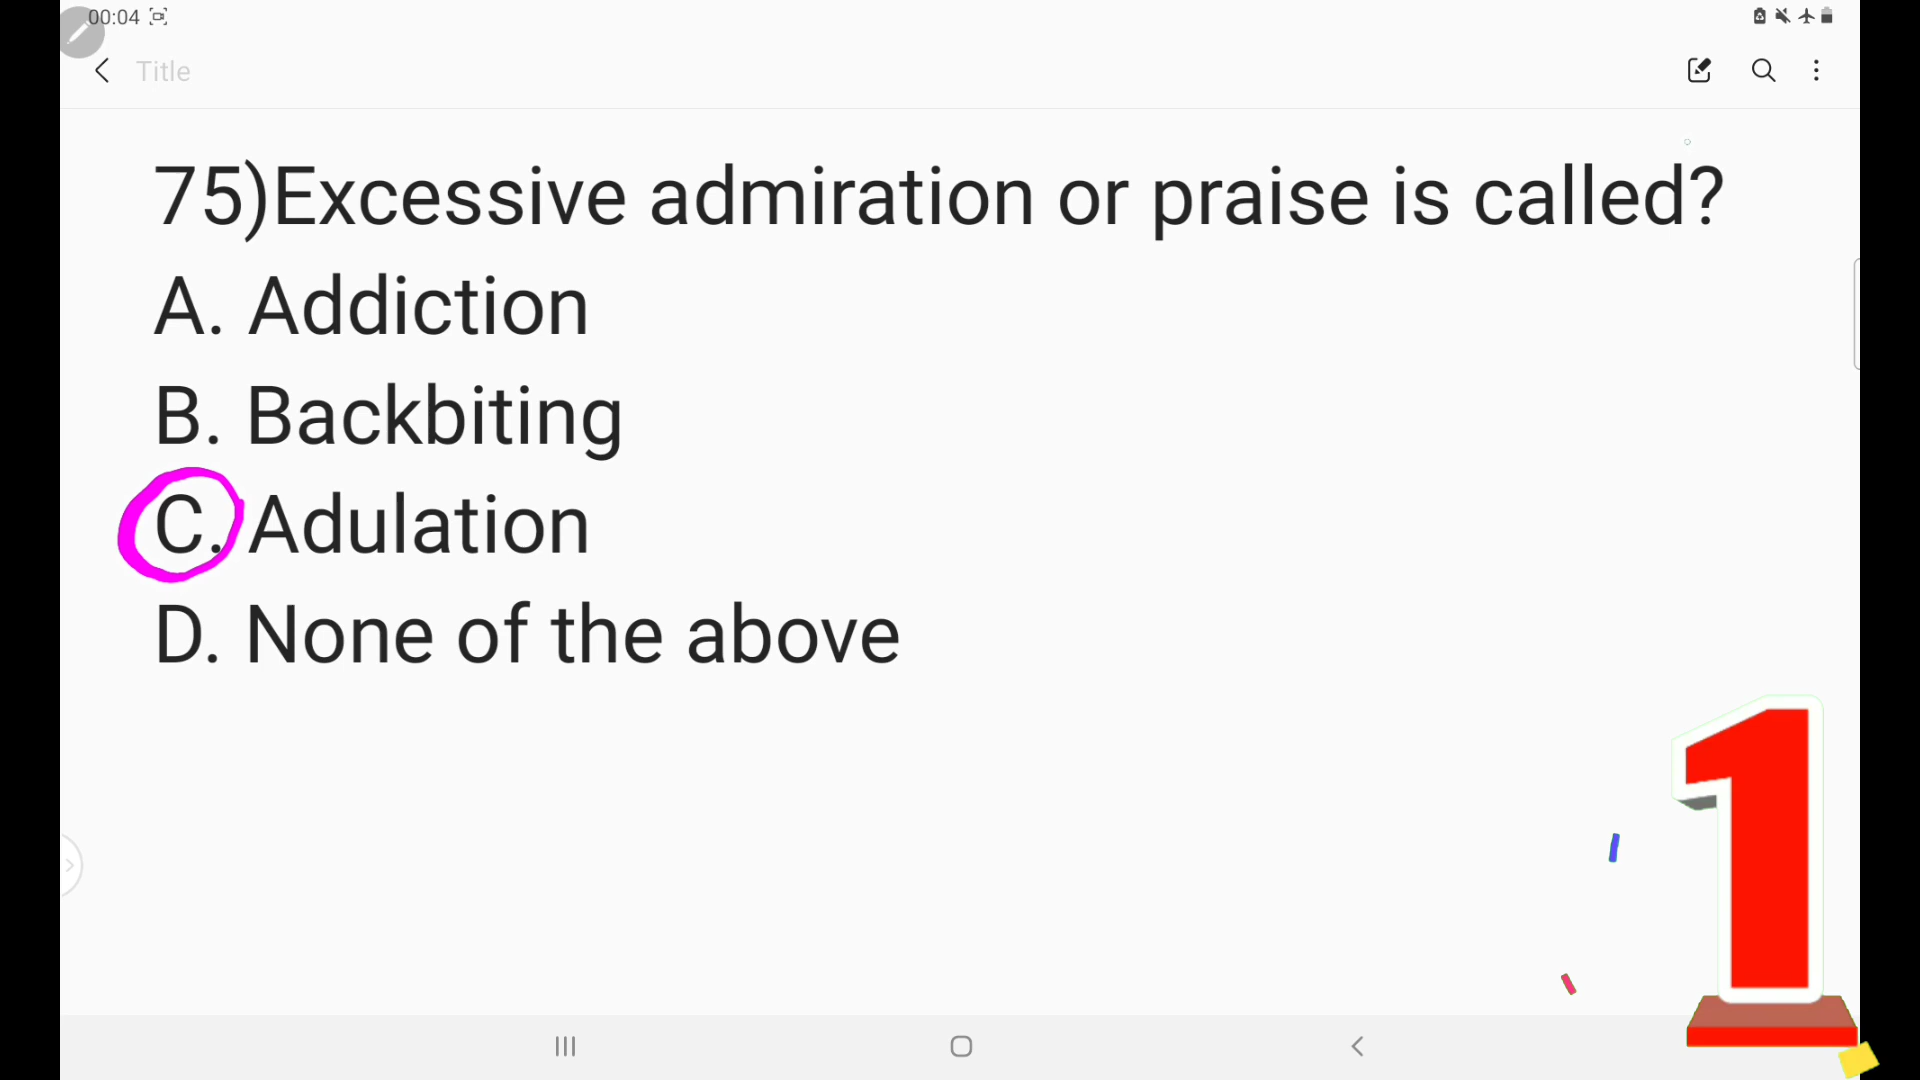 00:04
Title
75)Excessive admiration or praise is called?
A. Addiction
B. Backbiting
C. Adulation
D. None of the above
1